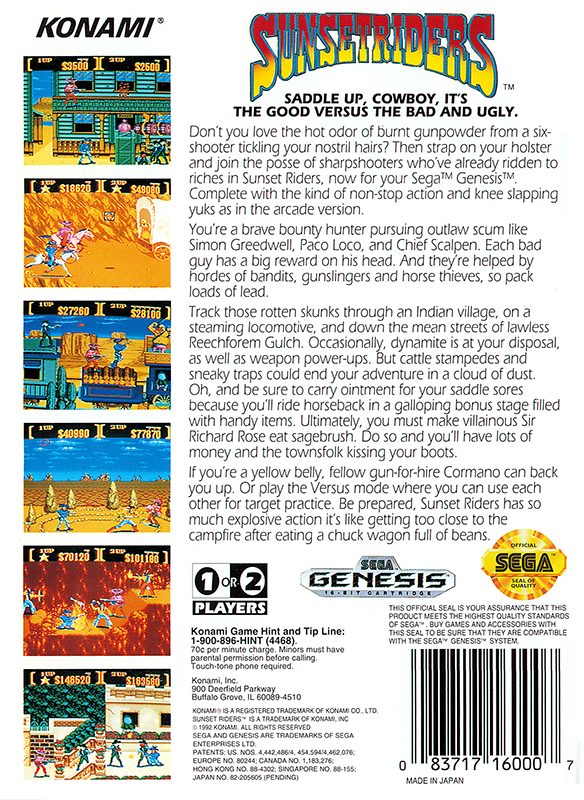 KONAMI®
SUNSETRIDERS™
SADDLE UP, COWBOY, IT'S
THE GOOD VERSUS THE BAD AND UGLY.
Don't you love the hot odor of burnt gunpowder from a six-
shooter tickling your nostril hairs? Then strap on your holster
and join the posse of sharpshooters who've already ridden to
riches in Sunset Riders, now for your Sega™ Genesis™.
Complete with the kind of non-stop action and knee slapping
yuks as in the arcade version.
You're a brave bounty hunter pursuing outlaw scum like
Simon Greedwell, Paco Loco, and Chief Scalpen. Each bad
guy has a big reward on his head. And they're helped by
hordes of bandits, gunslingers and horse thieves, so pack
loads of lead.
Track those rotten skunks through an Indian village, on a
steaming locomotive, and down the mean streets of lawless
Reechforem Gulch. Occasionally, dynamite is at your disposal,
as well as weapon power-ups. But cattle stampedes and
sneaky traps could end your adventure in a cloud of dust.
Oh, and be sure to carry ointment for your saddle sores
because you'll ride horseback in a galloping bonus stage filled
with handy items. Ultimately, you must make villainous Sir
Richard Rose eat sagebrush. Do so and you'll have lots of
money and the townsfolk kissing your boots.
If you're a yellow belly, fellow gun-for-hire Cormano can back
you up. Or play the Versus mode where you can use each
other for target practice. Be prepared, Sunset Riders has so
much explosive action it's like getting too close to the
campfire after eating a chuck wagon full of beans.
1UP $3500 2UP $2500
1UP $18620 2UP $49080
1UP $27260 2UP $28100
1UP $40990 2UP $77870
1UP $70120 2UP $101180
1UP $146520 2UP $163580
1 OR 2
PLAYERS
SEGA
GENESIS
16-BIT CARTRIDGE
OFFICIAL
SEGA
SEAL OF
QUALITY
THIS OFFICIAL SEAL IS YOUR ASSURANCE THAT THIS
PRODUCT MEETS THE HIGHEST QUALITY STANDARDS
OF SEGA™. BUY GAMES AND ACCESSORIES WITH
THIS SEAL TO BE SURE THAT THEY ARE COMPATIBLE
WITH THE SEGA™ GENESIS™ SYSTEM.
Konami Game Hint and Tip Line:
1-900-896-HINT (4468).
70¢ per minute charge. Minors must have
parental permission before calling.
Touch-tone phone required.
Konami, Inc.
900 Deerfield Parkway
Buffalo Grove, IL 60089-4510
KONAMI® IS A REGISTERED TRADEMARK OF KONAMI CO., LTD.
SUNSET RIDERS™ IS A TRADEMARK OF KONAMI, INC
© 1992 KONAMI. ALL RIGHTS RESERVED
SEGA AND GENESIS ARE TRADEMARKS OF SEGA
ENTERPRISES LTD.
PATENTS: US. NOS. 4,442,486/4, 454,594/4,462,076;
EUROPE NO. 80244; CANADA NO. 1,183,276;
HONG KONG NO. 88-4302; SINGAPORE NO. 88-155;
JAPAN NO. 82-205605 (PENDING)
0 83717 16000 7
MADE IN JAPAN